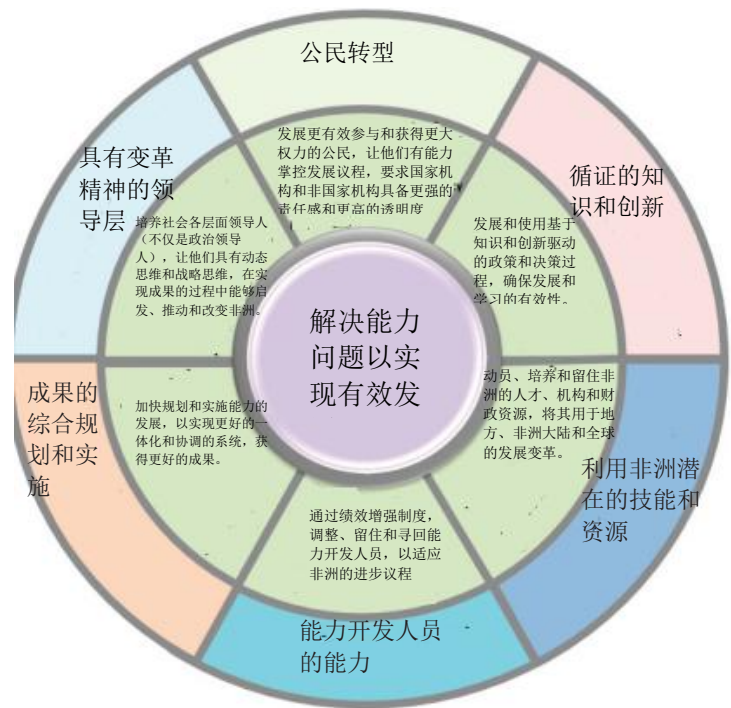 公民转型
发展更有效参与和获得更大
权力的公民，让他们有能力
掌控发展议程，要求国家机
构和非国家机构具备更强的
责任感和更高的透明度
循证的知
识和创新
发展和使用基于
知识和创新驱动
的政策和决策过
程，确保发展和
学习的有效性。
利用非洲潜
在的技能和
资源
动员、培养和留住非
洲的人才、机构和财
政资源，将其用于地
方、非洲大陆和全球
的发展变革。
能力开发人员
的能力
通过绩效增强制度，
调整、留住和寻回能
力开发人员，以适应
非洲的进步议程
成果的
综合规
划和实
施
加快规划和实施能力的
发展，以实现更好的一
体化和协调的系统，获
得更好的成果。
具有变革
精神的领
导层
培养社会各层面领导人
（不仅是政治领导
人），让他们具有动态
思维和战略思维，在实
现成果的过程中能够启
发、推动和改变非洲。
解决能力
问题以实
现有效发